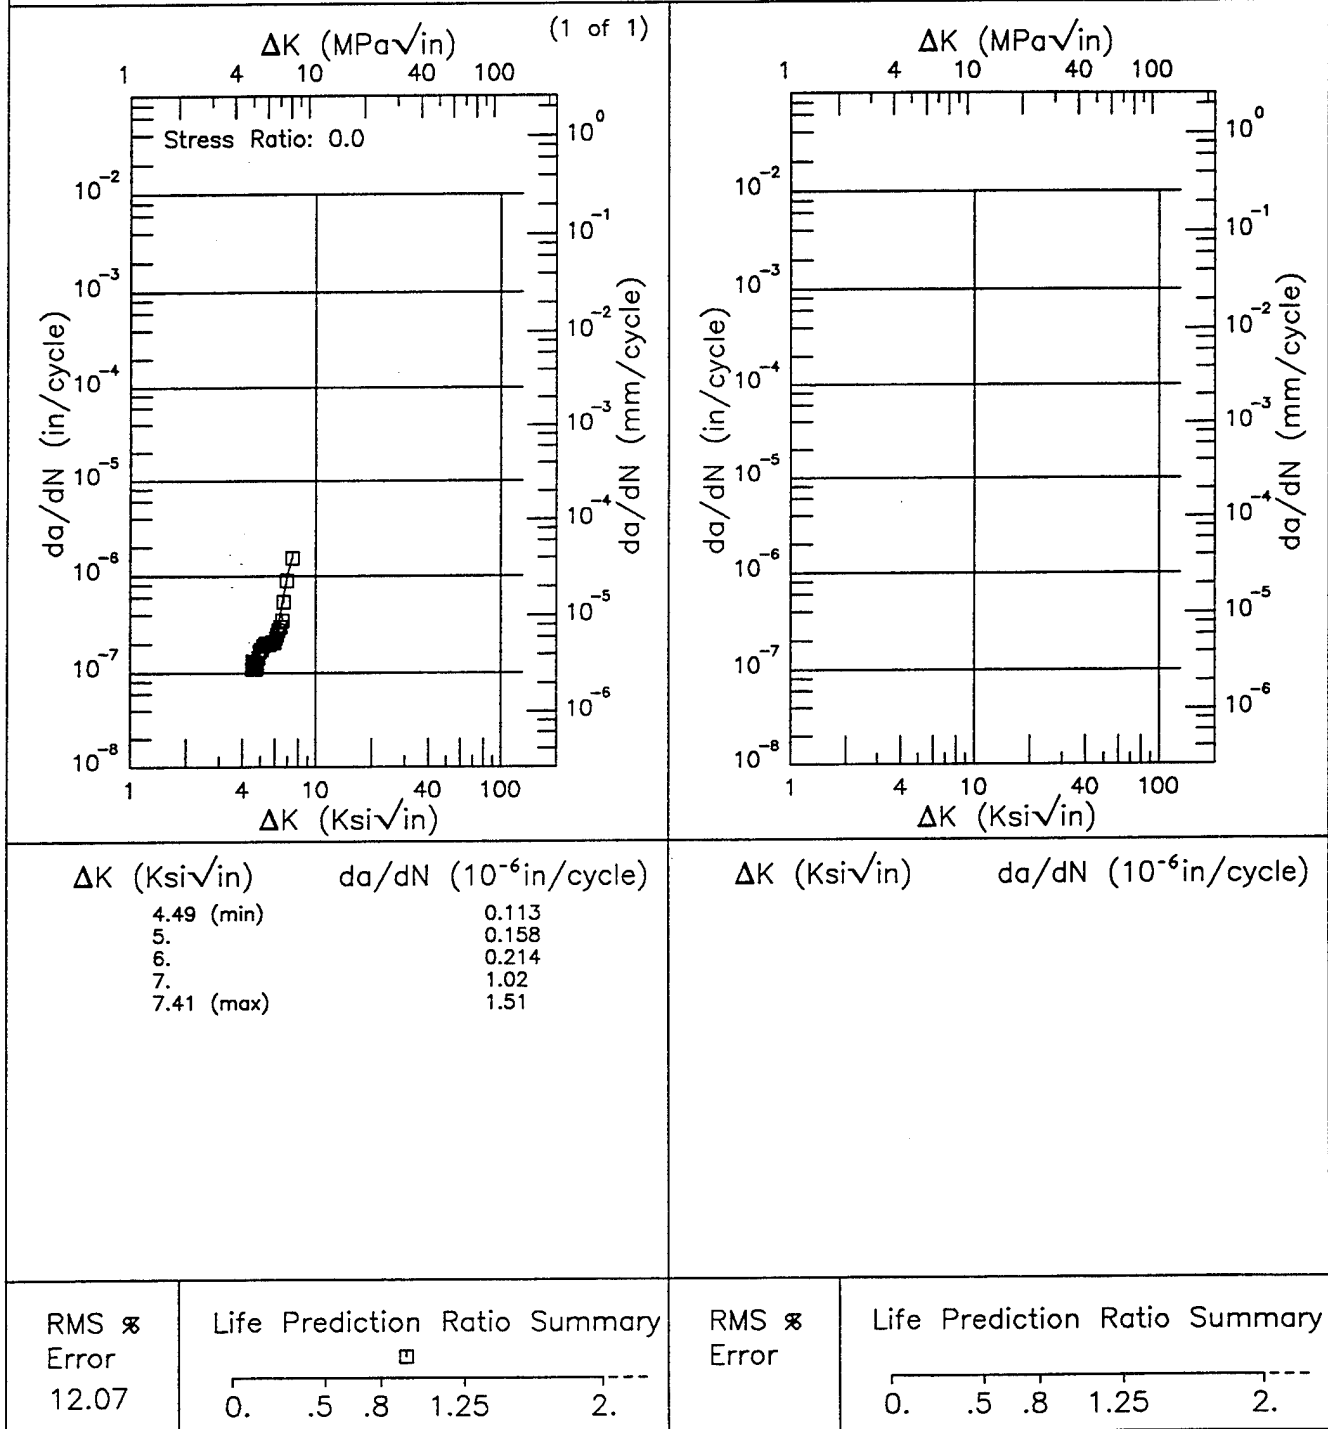 (1 of 1)
ΔK (MPa√in)
1 4 10 40 100
Stress Ratio: 0.0
10⁰
10⁻¹
10⁻²
10⁻³
10⁻⁴
10⁻⁵
10⁻⁶
da/dN (mm/cycle)
10⁻²
10⁻³
10⁻⁴
10⁻⁵
10⁻⁶
10⁻⁷
10⁻⁸
da/dN (in/cycle)
1 4 10 40 100
ΔK (Ksi√in)
ΔK (MPa√in)
1 4 10 40 100
10⁰
10⁻¹
10⁻²
10⁻³
10⁻⁴
10⁻⁵
10⁻⁶
da/dN (mm/cycle)
10⁻²
10⁻³
10⁻⁴
10⁻⁵
10⁻⁶
10⁻⁷
10⁻⁸
da/dN (in/cycle)
1 4 10 40 100
ΔK (Ksi√in)
ΔK (Ksi√in) da/dN (10⁻⁶in/cycle)
4.49 (min) 0.113
5. 0.158
6. 0.214
7. 1.02
7.41 (max) 1.51
ΔK (Ksi√in) da/dN (10⁻⁶in/cycle)
RMS %
Error
12.07
Life Prediction Ratio Summary
0. .5 .8 1.25 2.
RMS %
Error
Life Prediction Ratio Summary
0. .5 .8 1.25 2.